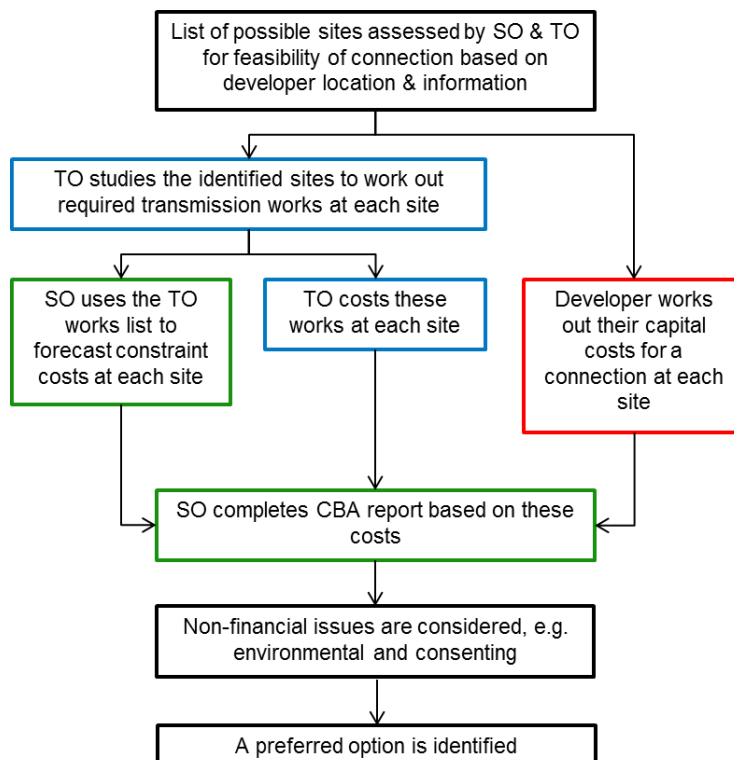 List of possible sites assessed by SO & TO
for feasibility of connection based on
developer location & information
TO studies the identified sites to work out
required transmission works at each site
SO uses the TO
works list to
forecast constraint
costs at each site
TO costs these
works at each site
Developer works
out their capital
costs for a
connection at each
site
SO completes CBA report based on these
costs
Non-financial issues are considered, e.g.
environmental and consenting
A preferred option is identified